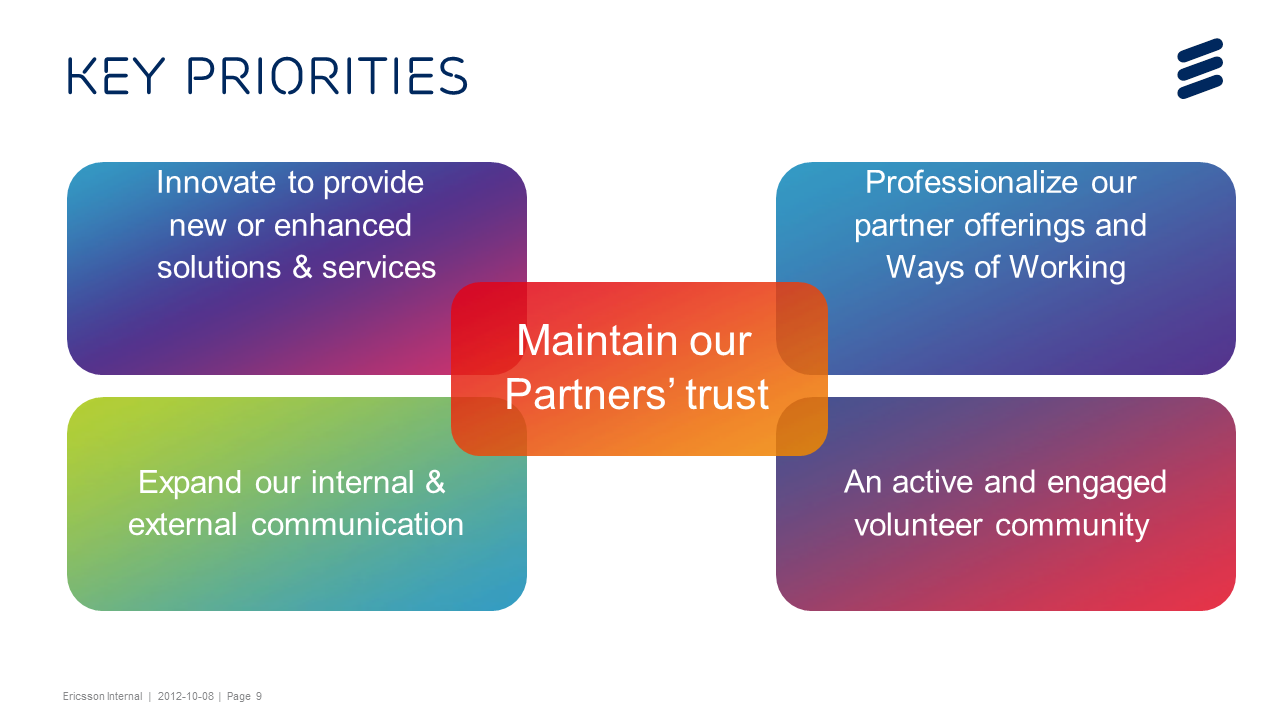 KEY PRIORITIES
Innovate to provide
new or enhanced
solutions & services
Professionalize our
partner offerings and
Ways of Working
Maintain our
Partners’ trust
Expand our internal &
external communication
An active and engaged
volunteer community
Ericsson Internal | 2012-10-08 | Page 9